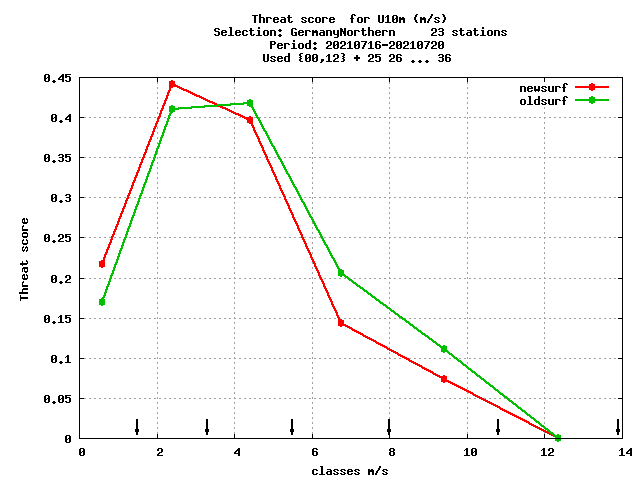 Threat score  for U10m (m/s)
Selection: GermanyNorthern     23 stations
Period: 20210716-20210720
Used {00,12} + 25 26 ... 36
newsurf
oldsurf
0.45
0.4
0.35
0.3
0.25
0.2
0.15
0.1
0.05
0
Threat score
0 2 4 6 8 10 12 14
classes m/s